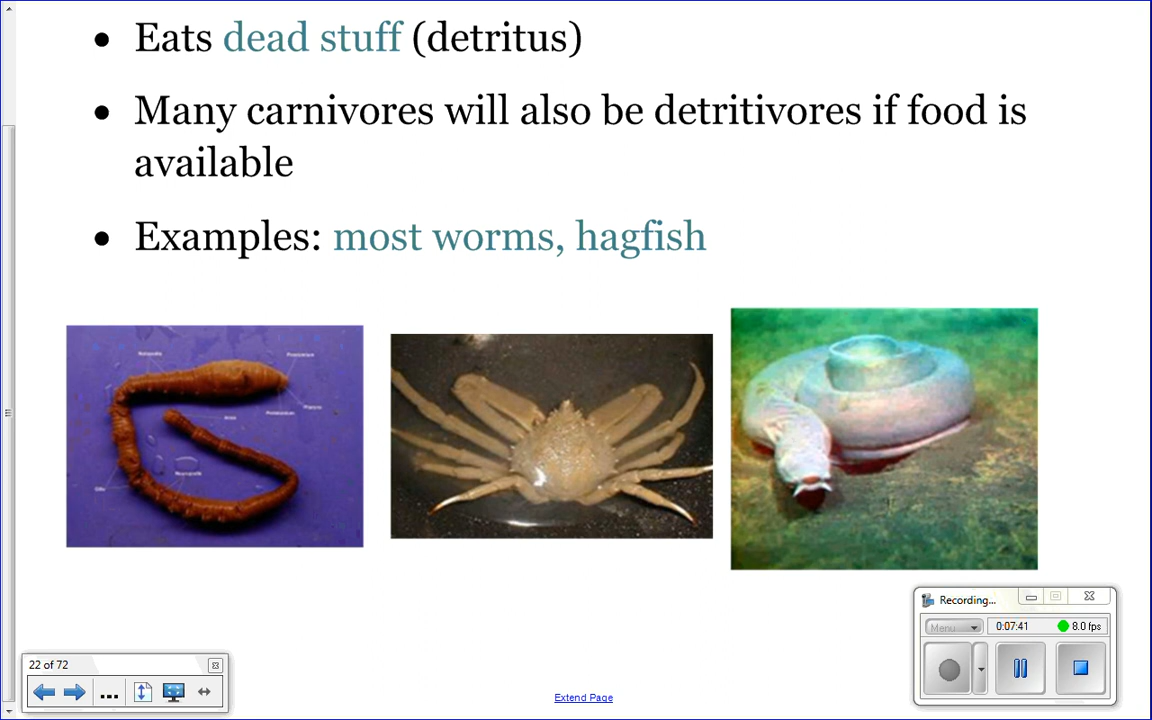 • Eats dead stuff (detritus)
• Many carnivores will also be detritivores if food is
available
• Examples: most worms, hagfish
Recording...
Menu
0:07:41
8.0 fps
22 of 72
Extend Page